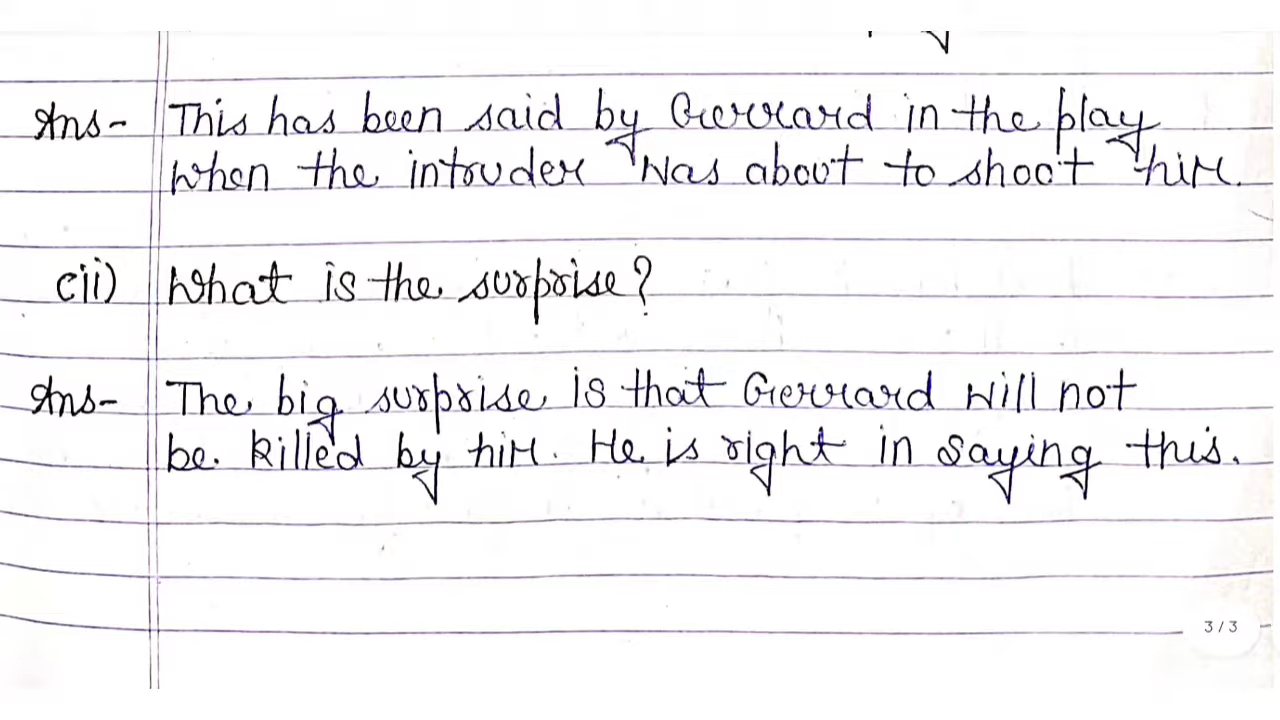 Ans- This has been said by Gerrard in the play
when the intruder was about to shoot him.
(ii) What is the surprise?
Ans- The big surprise is that Gerrard will not
be killed by him. He is right in saying this.
3/3